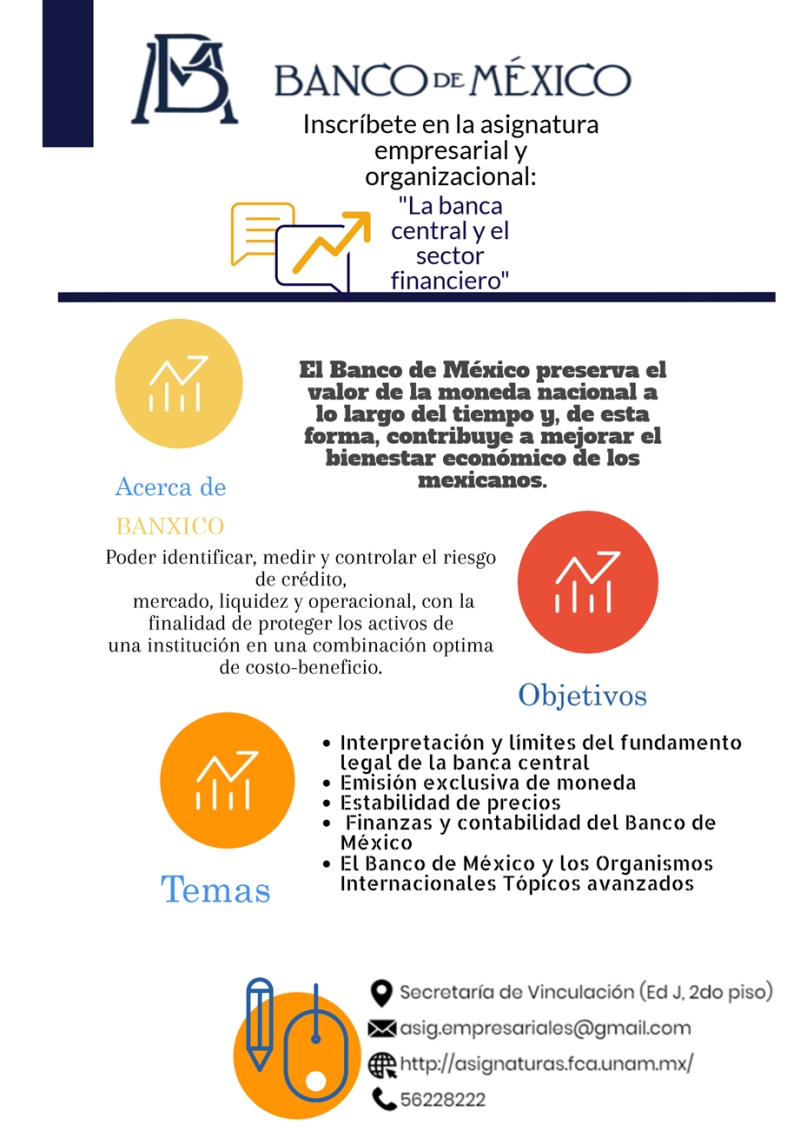 BM
BANCO DE MÉXICO
Inscríbete en la asignatura
empresarial y
organizacional:
"La banca
central y el
sector
financiero"
El Banco de México preserva el
valor de la moneda nacional a
lo largo del tiempo y, de esta
forma, contribuye a mejorar el
bienestar económico de los
mexicanos.
Acerca de
BANXICO
Poder identificar, medir y controlar el riesgo
de crédito,
mercado, liquidez y operacional, con la
finalidad de proteger los activos de
una institución en una combinación optima
de costo-beneficio.
Objetivos
• Interpretación y límites del fundamento
legal de la banca central
• Emisión exclusiva de moneda
• Estabilidad de precios
• Finanzas y contabilidad del Banco de
México
• El Banco de México y los Organismos
Internacionales Tópicos avanzados
Temas
Secretaría de Vinculación (Ed J, 2do piso)
asig.empresariales@gmail.com
http://asignaturas.fca.unam.mx/
56228222